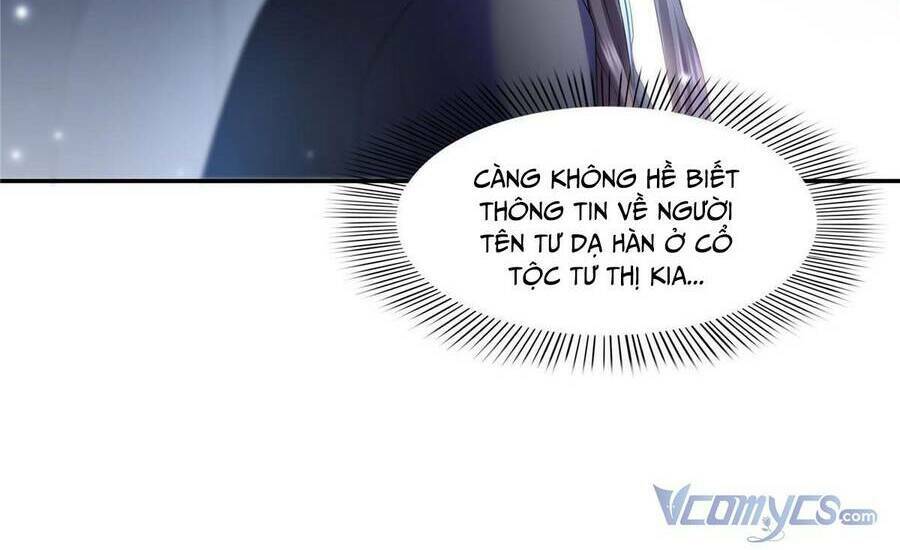 CÀNG KHÔNG HỀ BIẾT
THÔNG TIN VỀ NGƯỜI
TÊN TƯ DẠ HÀN Ở CỔ
TỘC TƯ THỊ KIA...
VCOMYCS.com